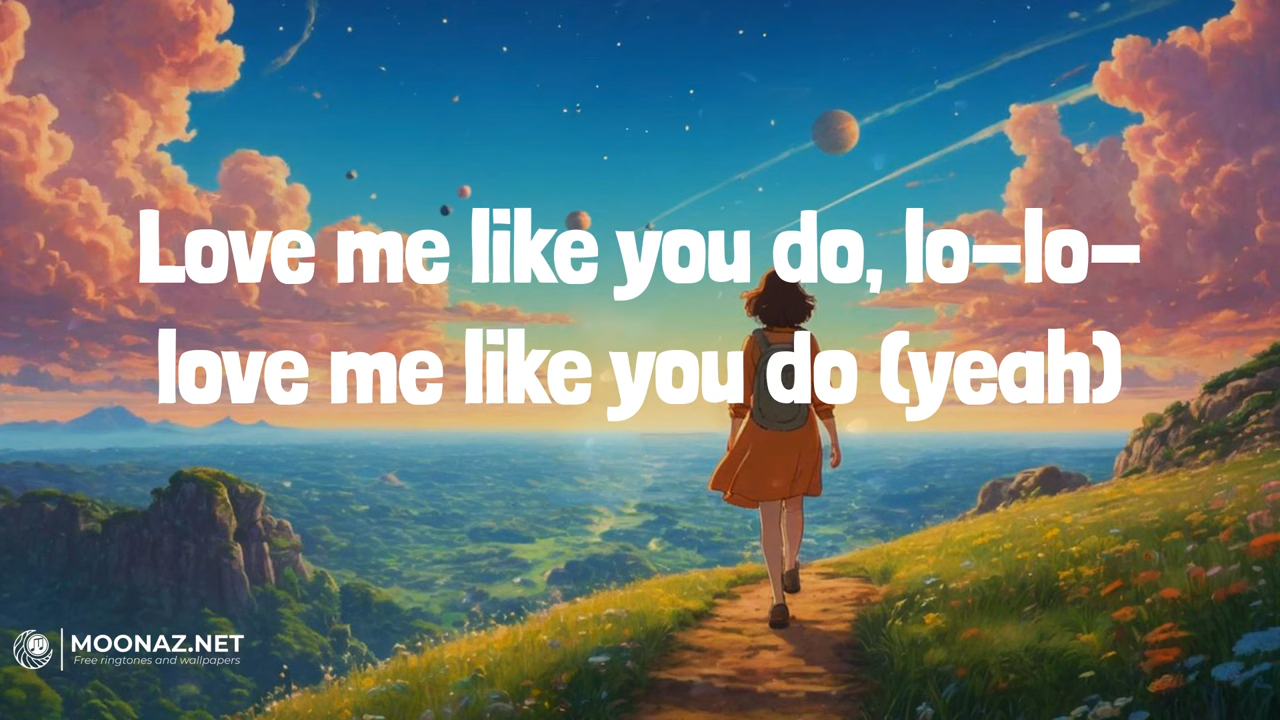 Love me like you do, lo-lo-
love me like you do (yeah)
MOONAZ.NET
Free ringtones and wallpapers